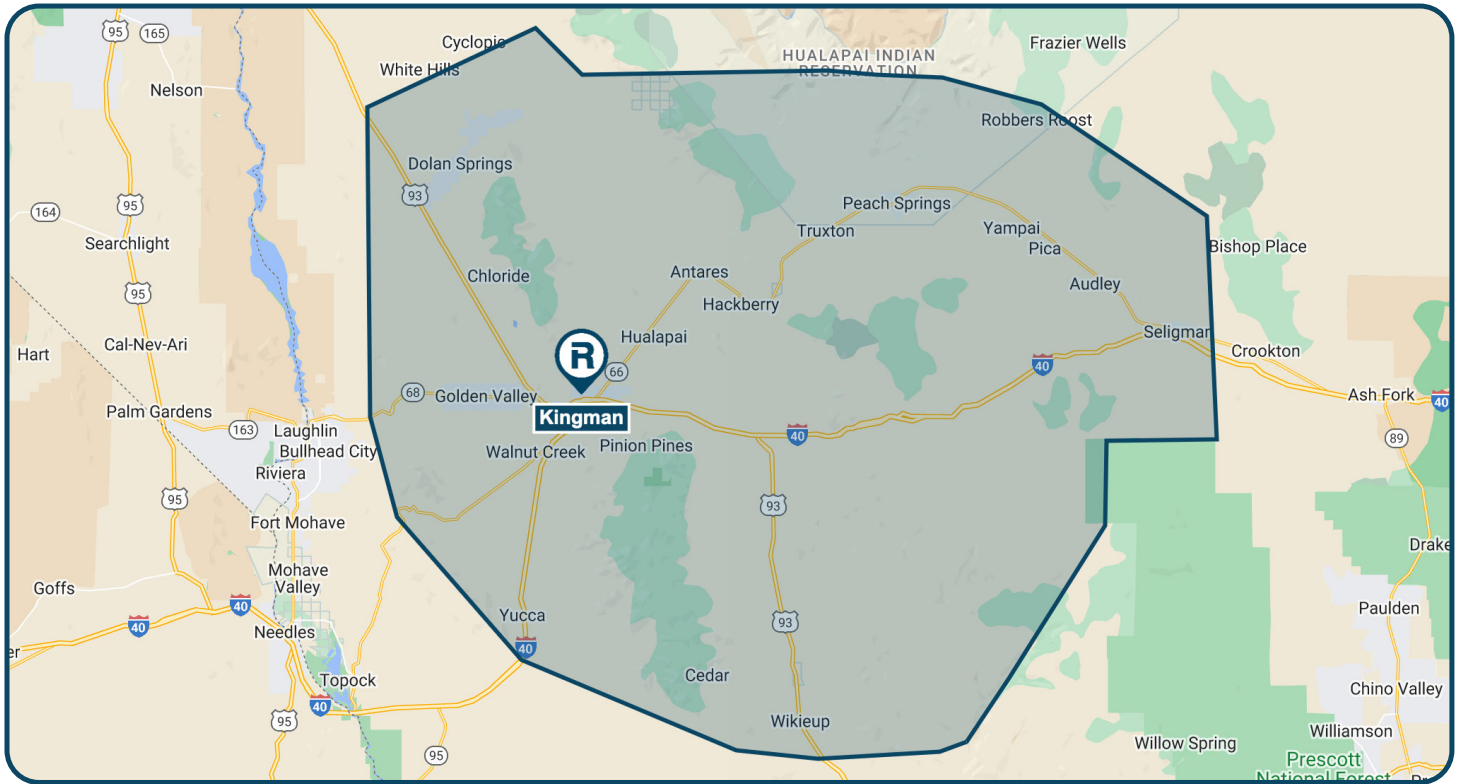 95
165
Cyclopic
HUALAPAI INDIAN
RESERVATION
Frazier Wells
White Hills
Nelson
Robbers Roost
Dolan Springs
93
95
164
Peach Springs
Searchlight
Truxton
Yampai
Pica
Bishop Place
Chloride
Antares
Audley
95
Hackberry
Hart
Cal-Nev-Ari
Hualapai
Seligman
Crookton
R
66
40
68
Golden Valley
Ash Fork
40
Palm Gardens
Kingman
163
Laughlin
40
89
Bullhead City
Walnut Creek
Pinion Pines
Riviera
95
93
Fort Mohave
Drake
Mohave
Valley
Goffs
40
Yucca
Paulden
40
Needles
93
er
40
Cedar
Topock
Chino Valley
40
95
Wikieup
Williamson
95
Willow Spring
Prescott
National Forest